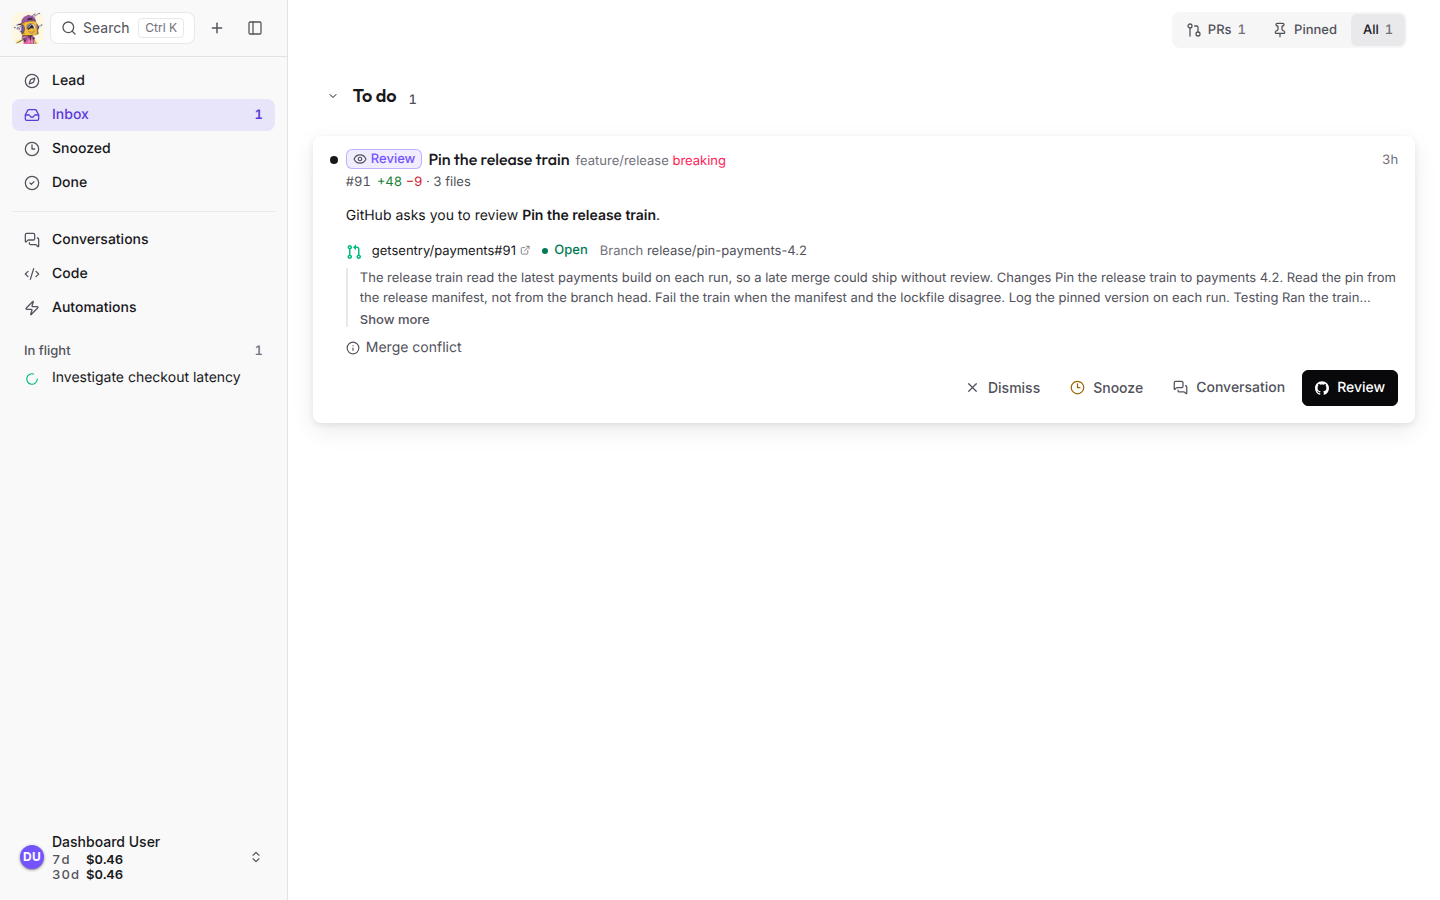 Search Ctrl K
PRs 1 Pinned All 1
Lead
Inbox 1
Snoozed
Done
Conversations
Code
Automations
In flight 1
Investigate checkout latency
To do 1
Review Pin the release train feature/release breaking 3h
#91 +48 −9 · 3 files
GitHub asks you to review Pin the release train.
getsentry/payments#91 Open Branch release/pin-payments-4.2
The release train read the latest payments build on each run, so a late merge could ship without review. Changes Pin the release train to payments 4.2. Read the pin from
the release manifest, not from the branch head. Fail the train when the manifest and the lockfile disagree. Log the pinned version on each run. Testing Ran the train...
Show more
Merge conflict
Dismiss Snooze Conversation Review
DU Dashboard User
7d $0.46
30d $0.46